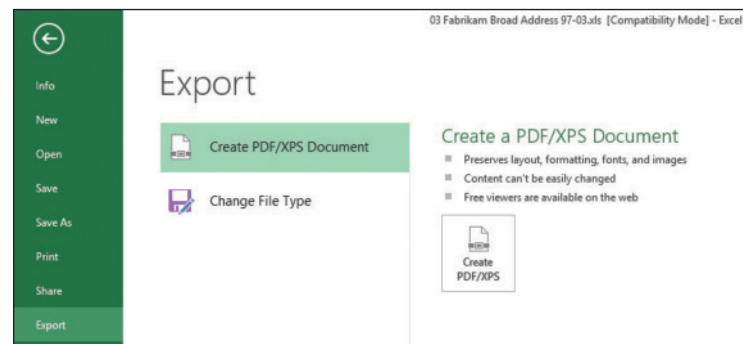 03 Fabrikam Broad Address 97-03.xls [Compatibility Mode] - Excel
Info
New
Open
Save
Save As
Print
Share
Export
Export
Create PDF/XPS Document
Change File Type
Create a PDF/XPS Document
Preserves layout, formatting, fonts, and images
Content can't be easily changed
Free viewers are available on the web
Create
PDF/XPS